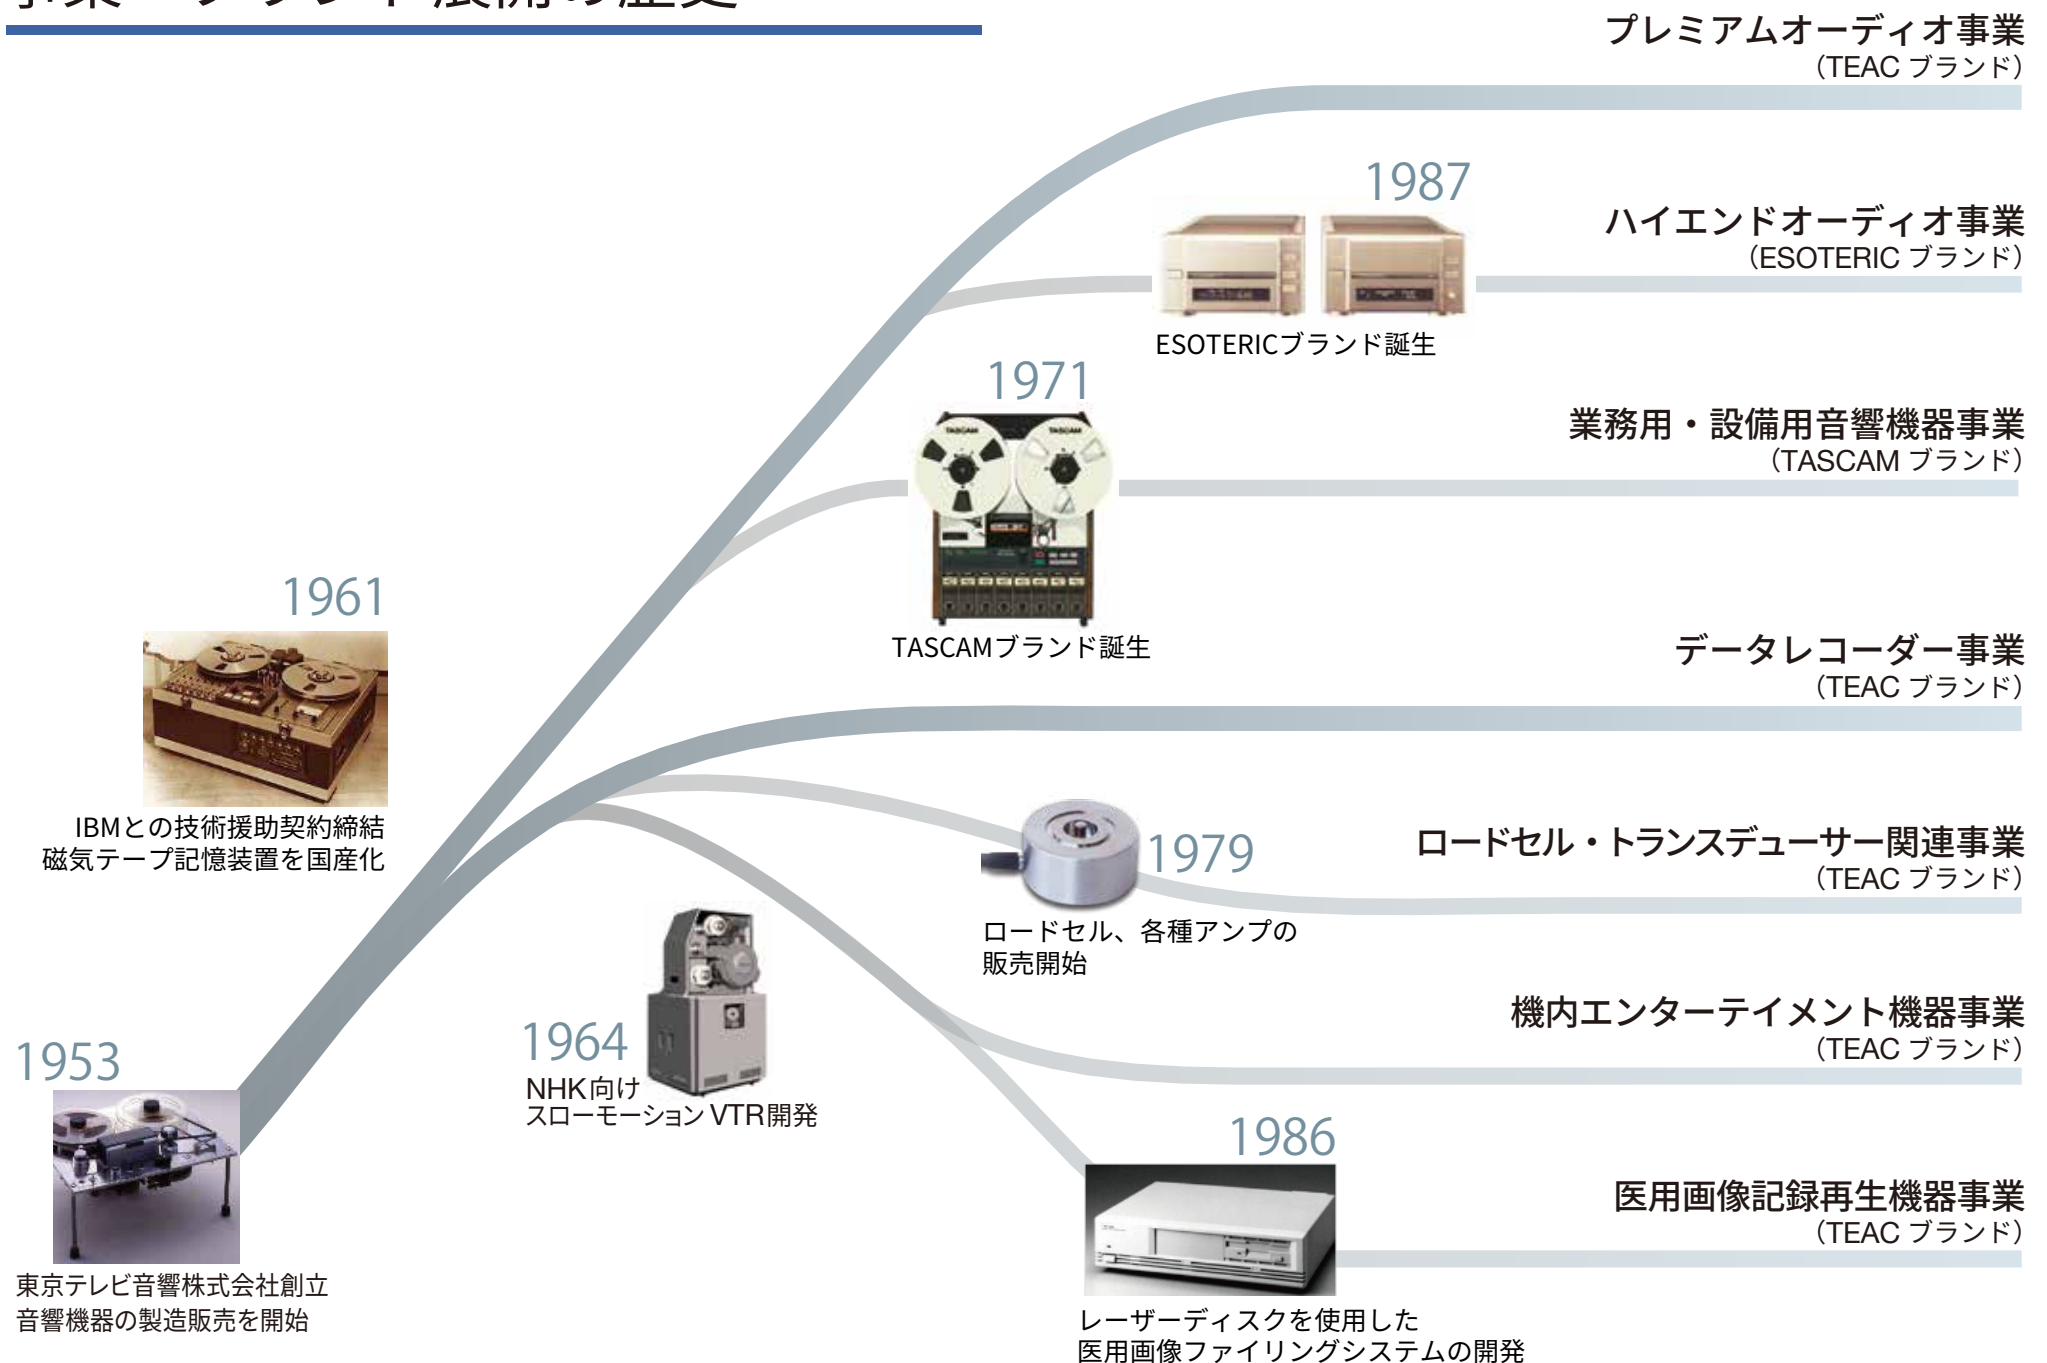 プレミアムオーディオ事業
（TEAC ブランド）
1987
ハイエンドオーディオ事業
（ESOTERIC ブランド）
ESOTERICブランド誕生
1971
TASCAM
TASCAM
業務用・設備用音響機器事業
（TASCAM ブランド）
TASCAMブランド誕生
1961
IBMとの技術援助契約締結
磁気テープ記憶装置を国産化
データレコーダー事業
（TEAC ブランド）
1979
ロードセル、各種アンプの
販売開始
ロードセル・トランスデューサー関連事業
（TEAC ブランド）
1964
NHK向け
スローモーション VTR開発
機内エンターテイメント機器事業
（TEAC ブランド）
1953
東京テレビ音響株式会社創立
音響機器の製造販売を開始
1986
レーザーディスクを使用した
医用画像ファイリングシステムの開発
医用画像記録再生機器事業
（TEAC ブランド）